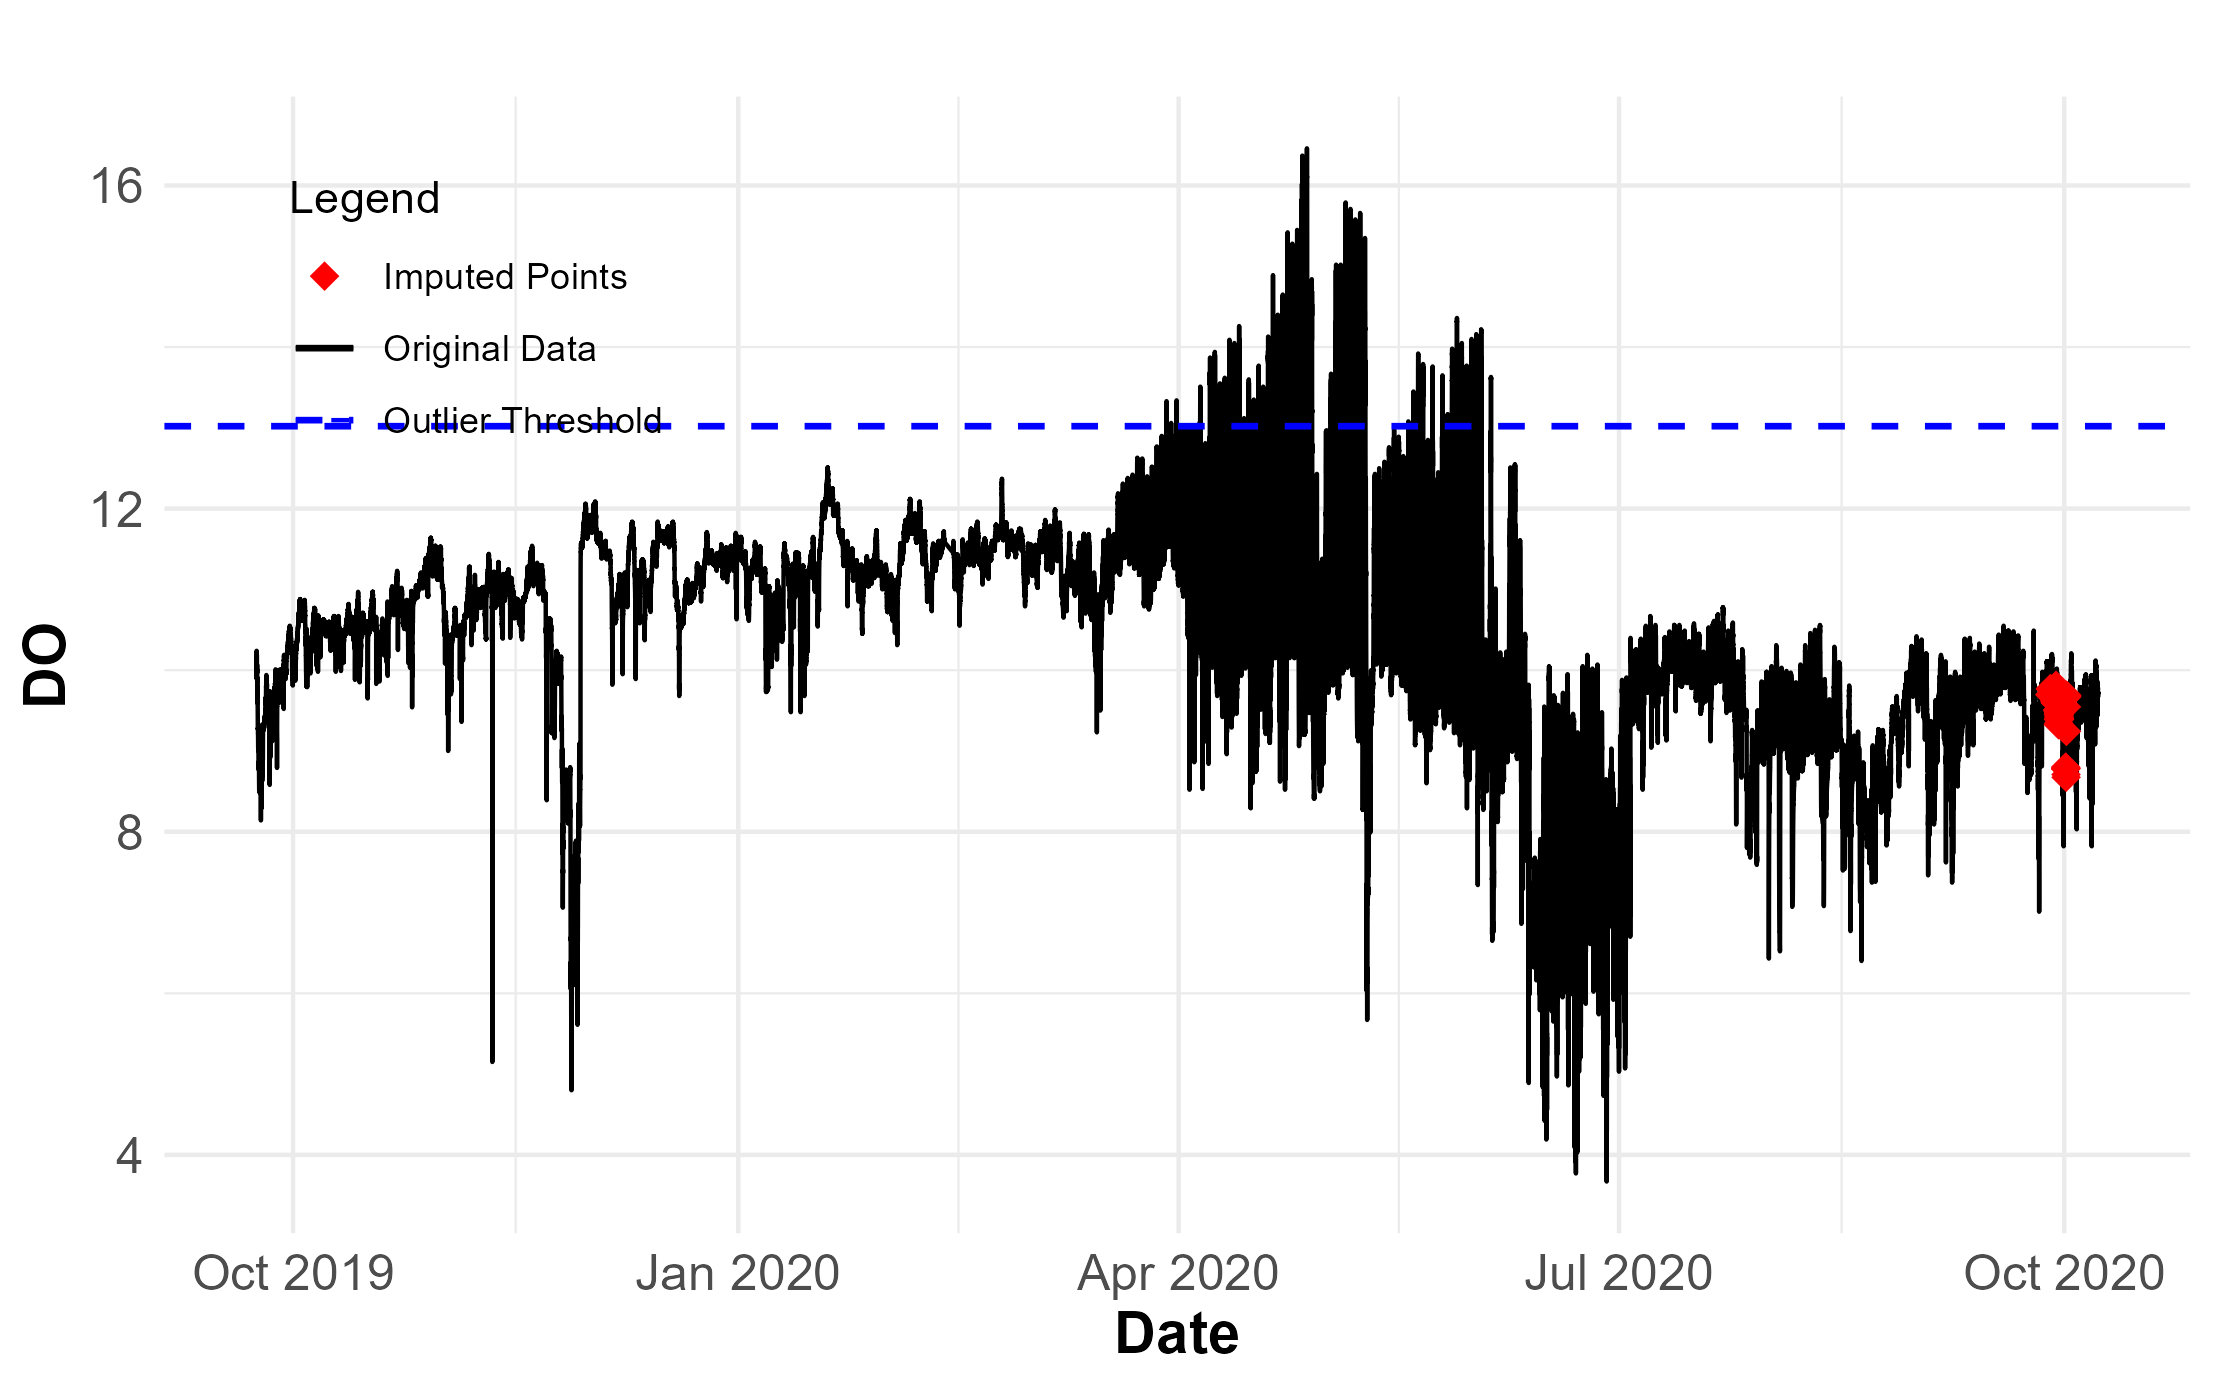 16
Legend
Imputed Points
Original Data
Outlier Threshold
12
DO
8
4
Oct 2019 Jan 2020 Apr 2020 Jul 2020 Oct 2020
Date